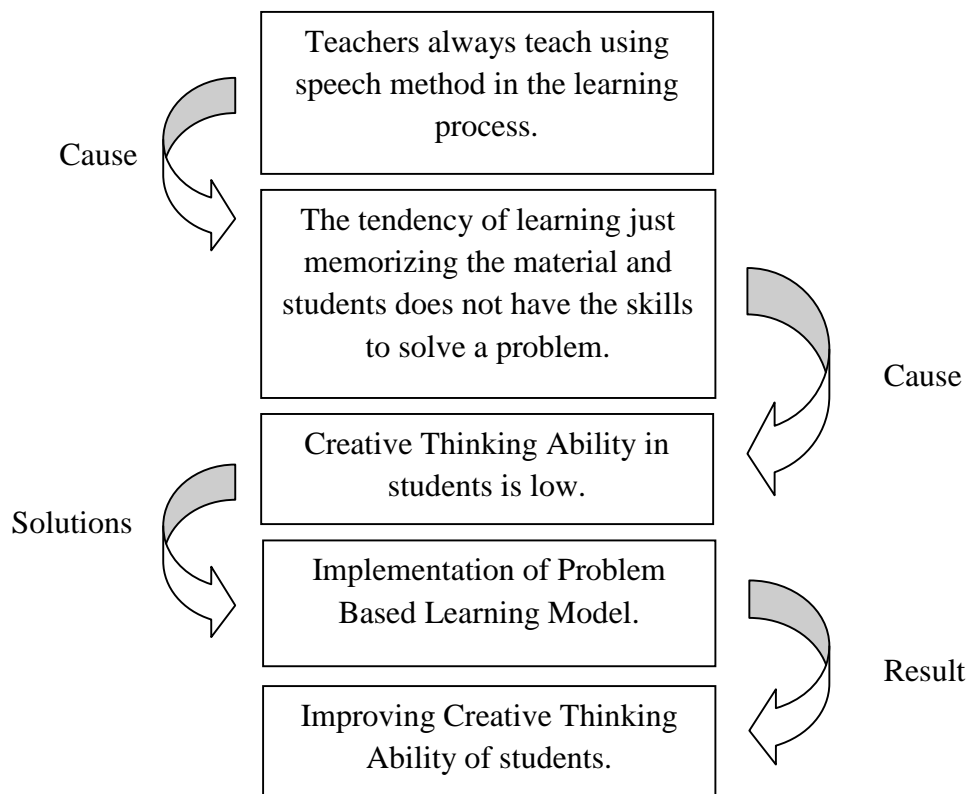 Teachers always teach using
speech method in the learning
process.
Cause
The tendency of learning just
memorizing the material and
students does not have the skills
to solve a problem.
Cause
Creative Thinking Ability in
students is low.
Solutions
Implementation of Problem
Based Learning Model.
Result
Improving Creative Thinking
Ability of students.